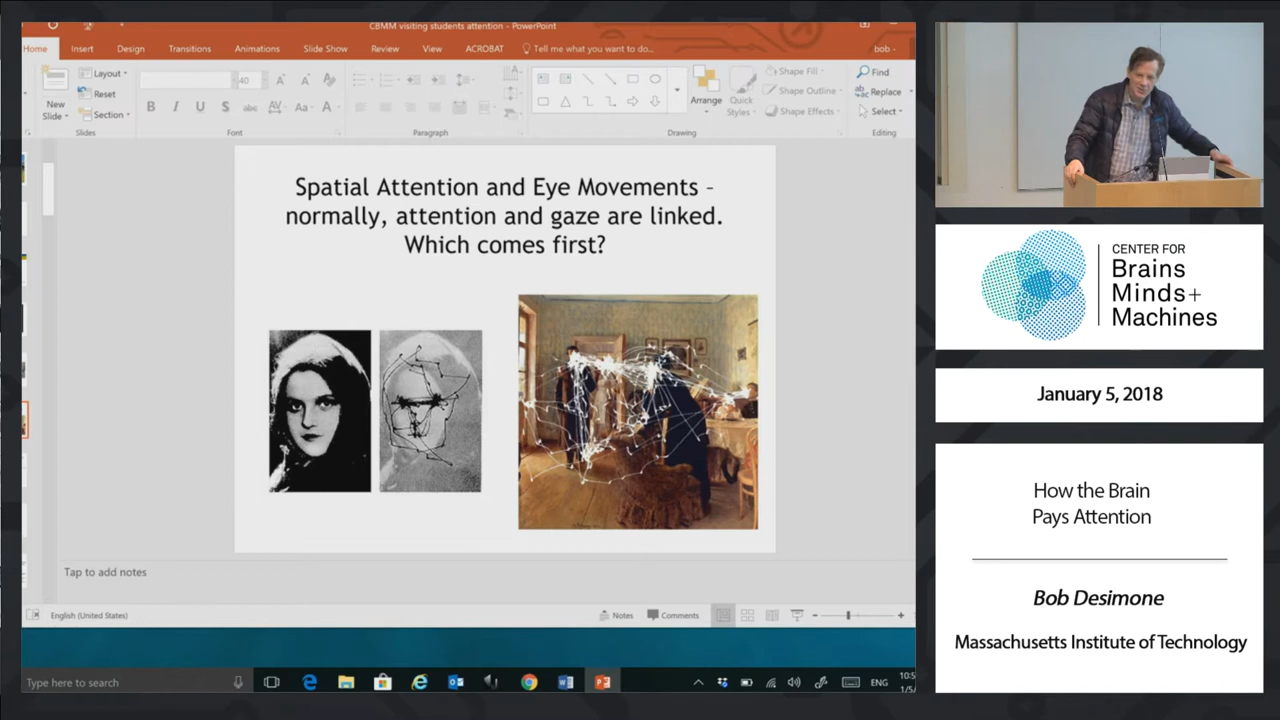 CBMM visiting students attention - PowerPoint
Home Insert Design Transitions Animations Slide Show Review View ACROBAT Tell me what you want to do... bob -
New Slide
Layout
Reset
Section
Slides
40
B I U S abc AV Aa A
Font
Paragraph
Arrange
Quick Styles
Shape Fill
Shape Outline
Shape Effects
Drawing
Find
Replace
Select
Editing
Spatial Attention and Eye Movements –
normally, attention and gaze are linked.
Which comes first?
Tap to add notes
English (United States)
Notes Comments
Type here to search
ENG
CENTER FOR
Brains
Minds+
Machines
January 5, 2018
How the Brain
Pays Attention
Bob Desimone
Massachusetts Institute of Technology